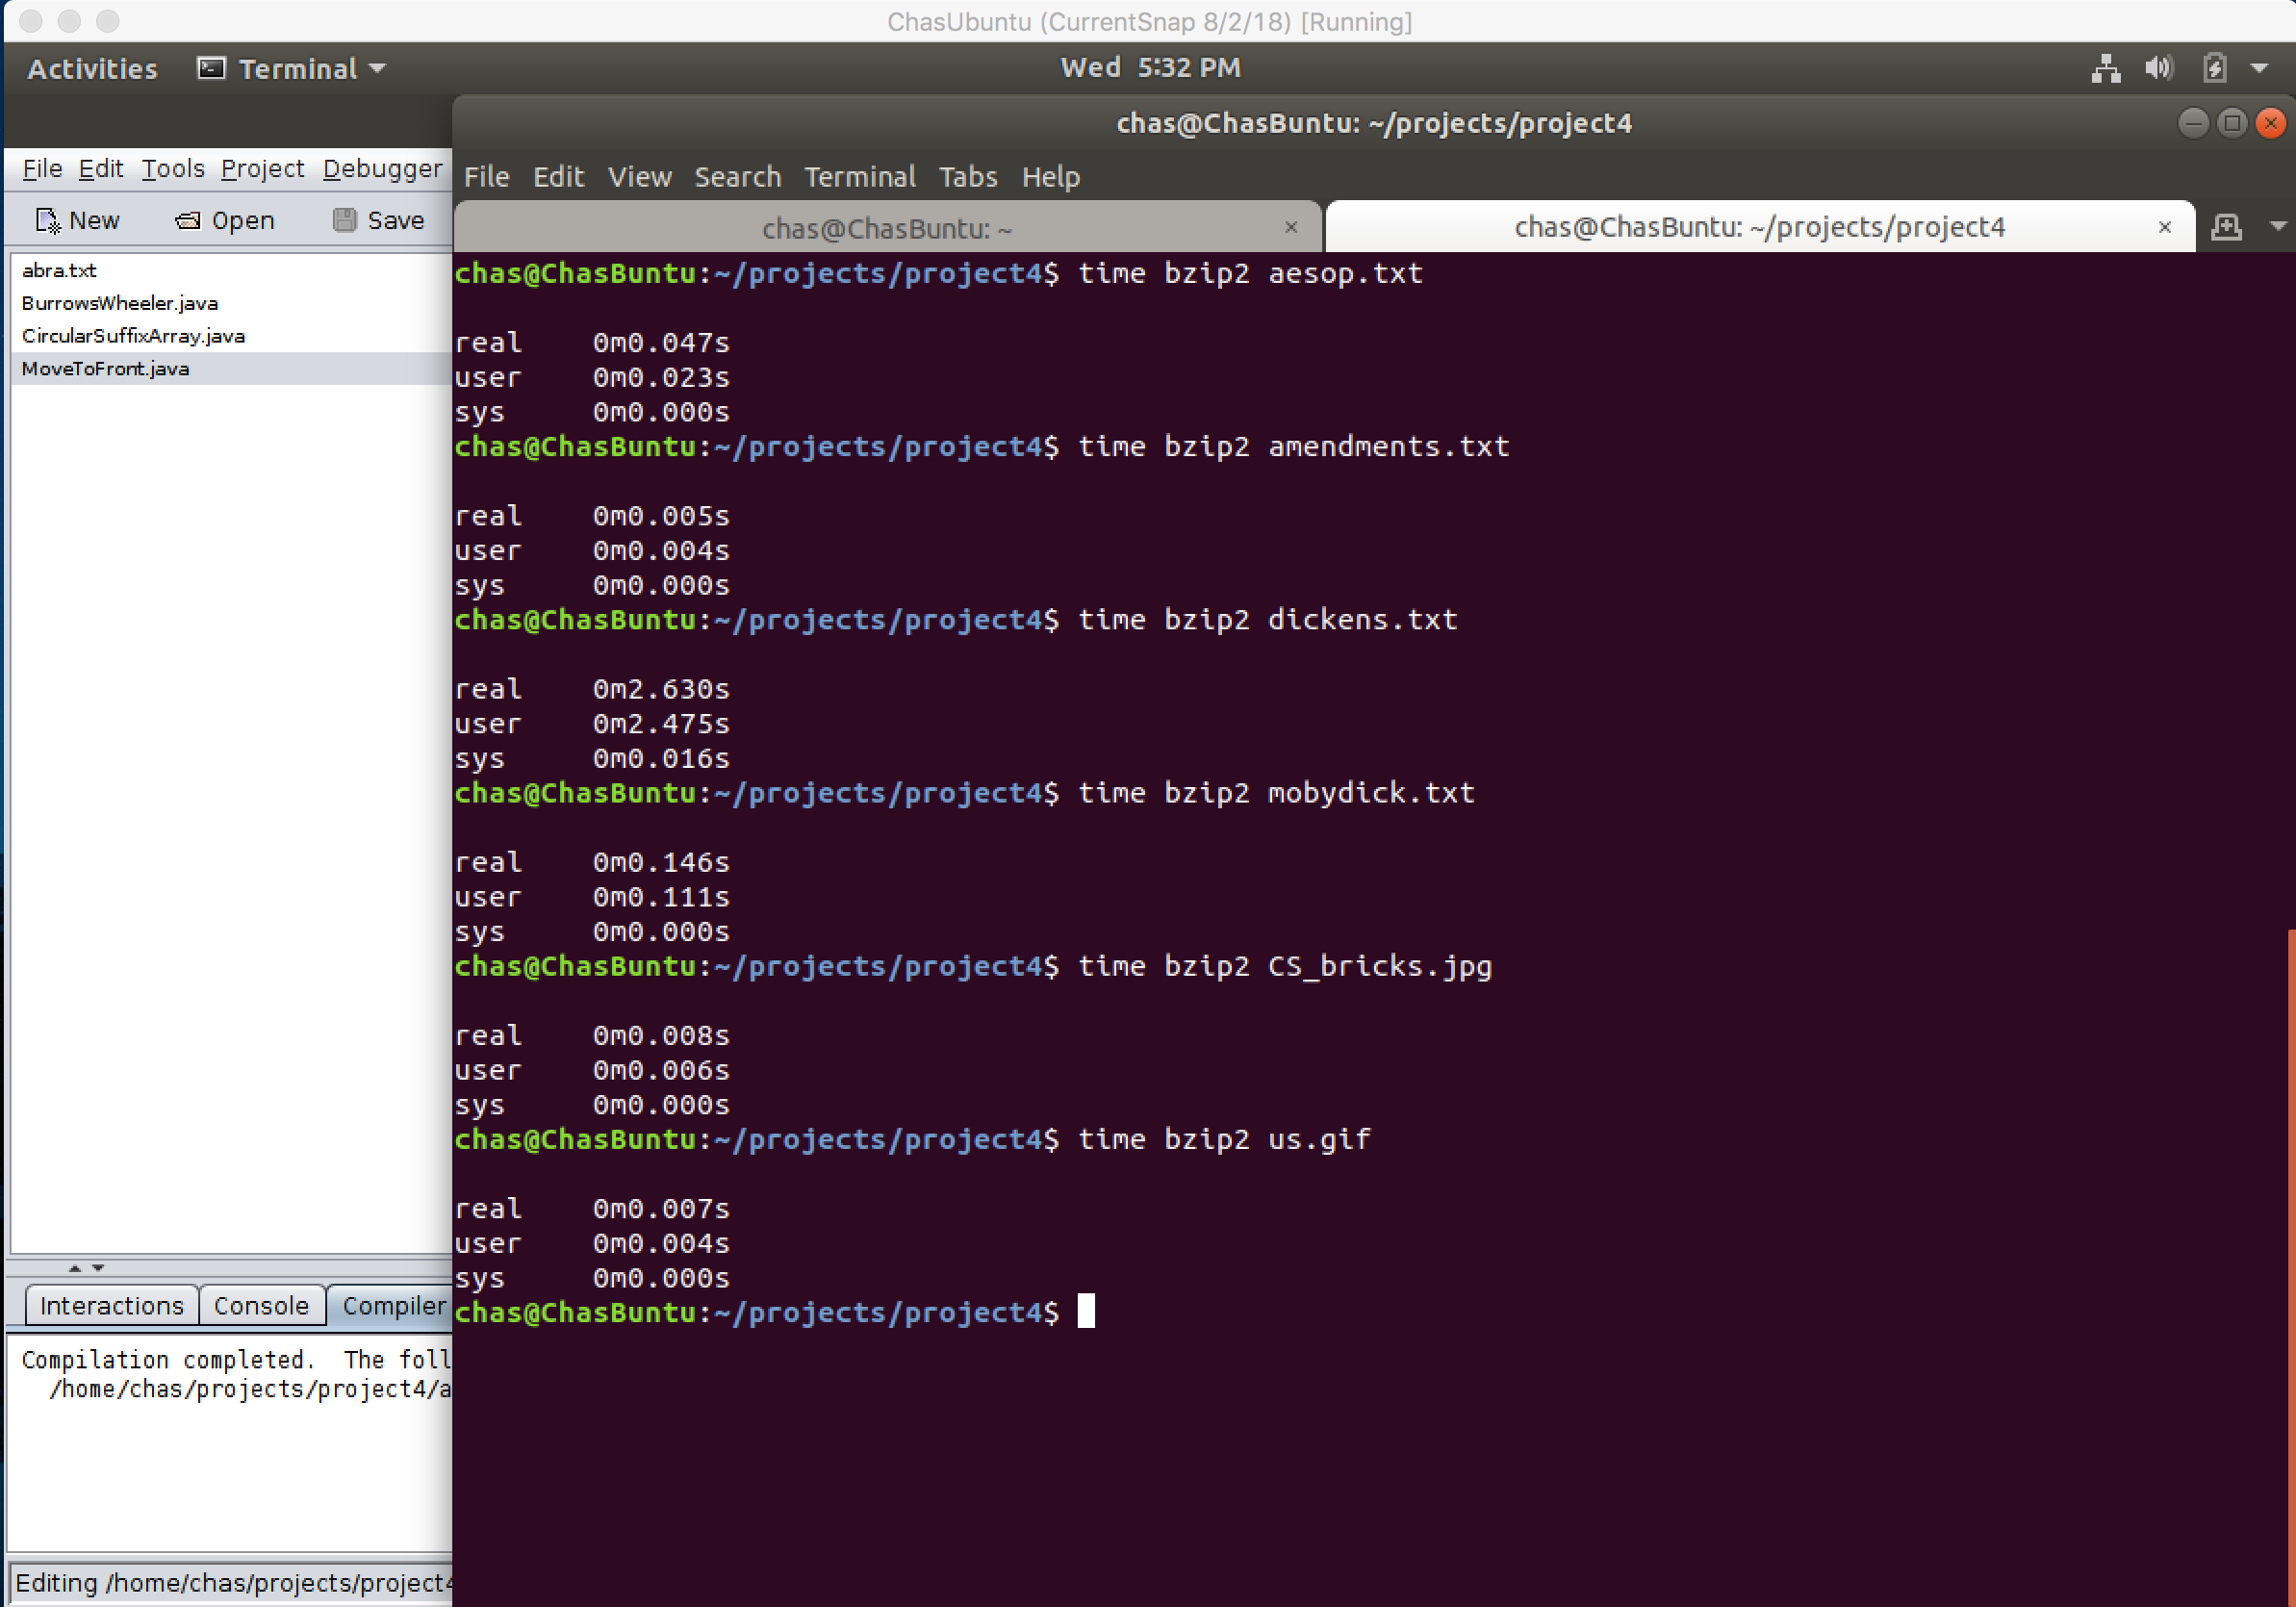 ChasUbuntu (CurrentSnap 8/2/18) [Running]
Activities Terminal Wed 5:32 PM
chas@ChasBuntu: ~/projects/project4
File Edit Tools Project Debugger
New Open Save
abra.txt
BurrowsWheeler.java
CircularSuffixArray.java
MoveToFront.java
File Edit View Search Terminal Tabs Help
chas@ChasBuntu: ~ × chas@ChasBuntu: ~/projects/project4 ×
chas@ChasBuntu:~/projects/project4$ time bzip2 aesop.txt
real 0m0.047s
user 0m0.023s
sys 0m0.000s
chas@ChasBuntu:~/projects/project4$ time bzip2 amendments.txt
real 0m0.005s
user 0m0.004s
sys 0m0.000s
chas@ChasBuntu:~/projects/project4$ time bzip2 dickens.txt
real 0m2.630s
user 0m2.475s
sys 0m0.016s
chas@ChasBuntu:~/projects/project4$ time bzip2 mobydick.txt
real 0m0.146s
user 0m0.111s
sys 0m0.000s
chas@ChasBuntu:~/projects/project4$ time bzip2 CS_bricks.jpg
real 0m0.008s
user 0m0.006s
sys 0m0.000s
chas@ChasBuntu:~/projects/project4$ time bzip2 us.gif
real 0m0.007s
user 0m0.004s
sys 0m0.000s
chas@ChasBuntu:~/projects/project4$
Interactions Console Compiler
Compilation completed. The foll
/home/chas/projects/project4/a
Editing /home/chas/projects/project4